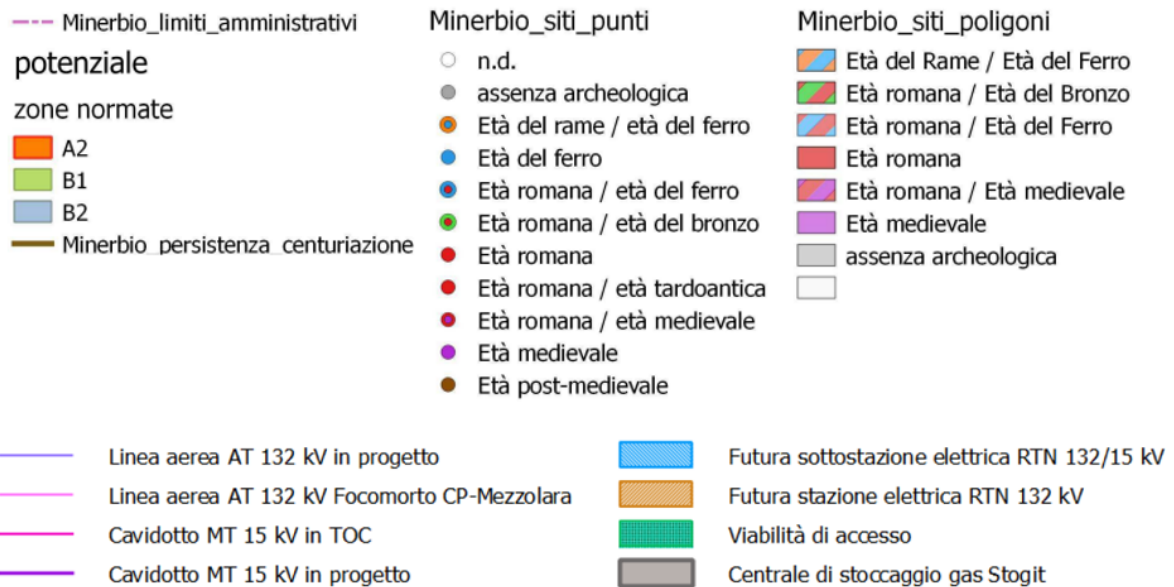 Minerbio_limiti_amministrativi
potenziale
zone normate
A2
B1
B2
Minerbio_persistenza_centuriazione
Minerbio_siti_punti
n.d.
assenza archeologica
Età del rame / età del ferro
Età del ferro
Età romana / età del ferro
Età romana / età del bronzo
Età romana
Età romana / età tardoantica
Età romana / età medievale
Età medievale
Età post-medievale
Minerbio_siti_poligoni
Età del Rame / Età del Ferro
Età romana / Età del Bronzo
Età romana / Età del Ferro
Età romana
Età romana / Età medievale
Età medievale
assenza archeologica
Linea aerea AT 132 kV in progetto
Linea aerea AT 132 kV Focomorto CP-Mezzolara
Cavidotto MT 15 kV in TOC
Cavidotto MT 15 kV in progetto
Futura sottostazione elettrica RTN 132/15 kV
Futura stazione elettrica RTN 132 kV
Viabilità di accesso
Centrale di stoccaggio gas Stogit